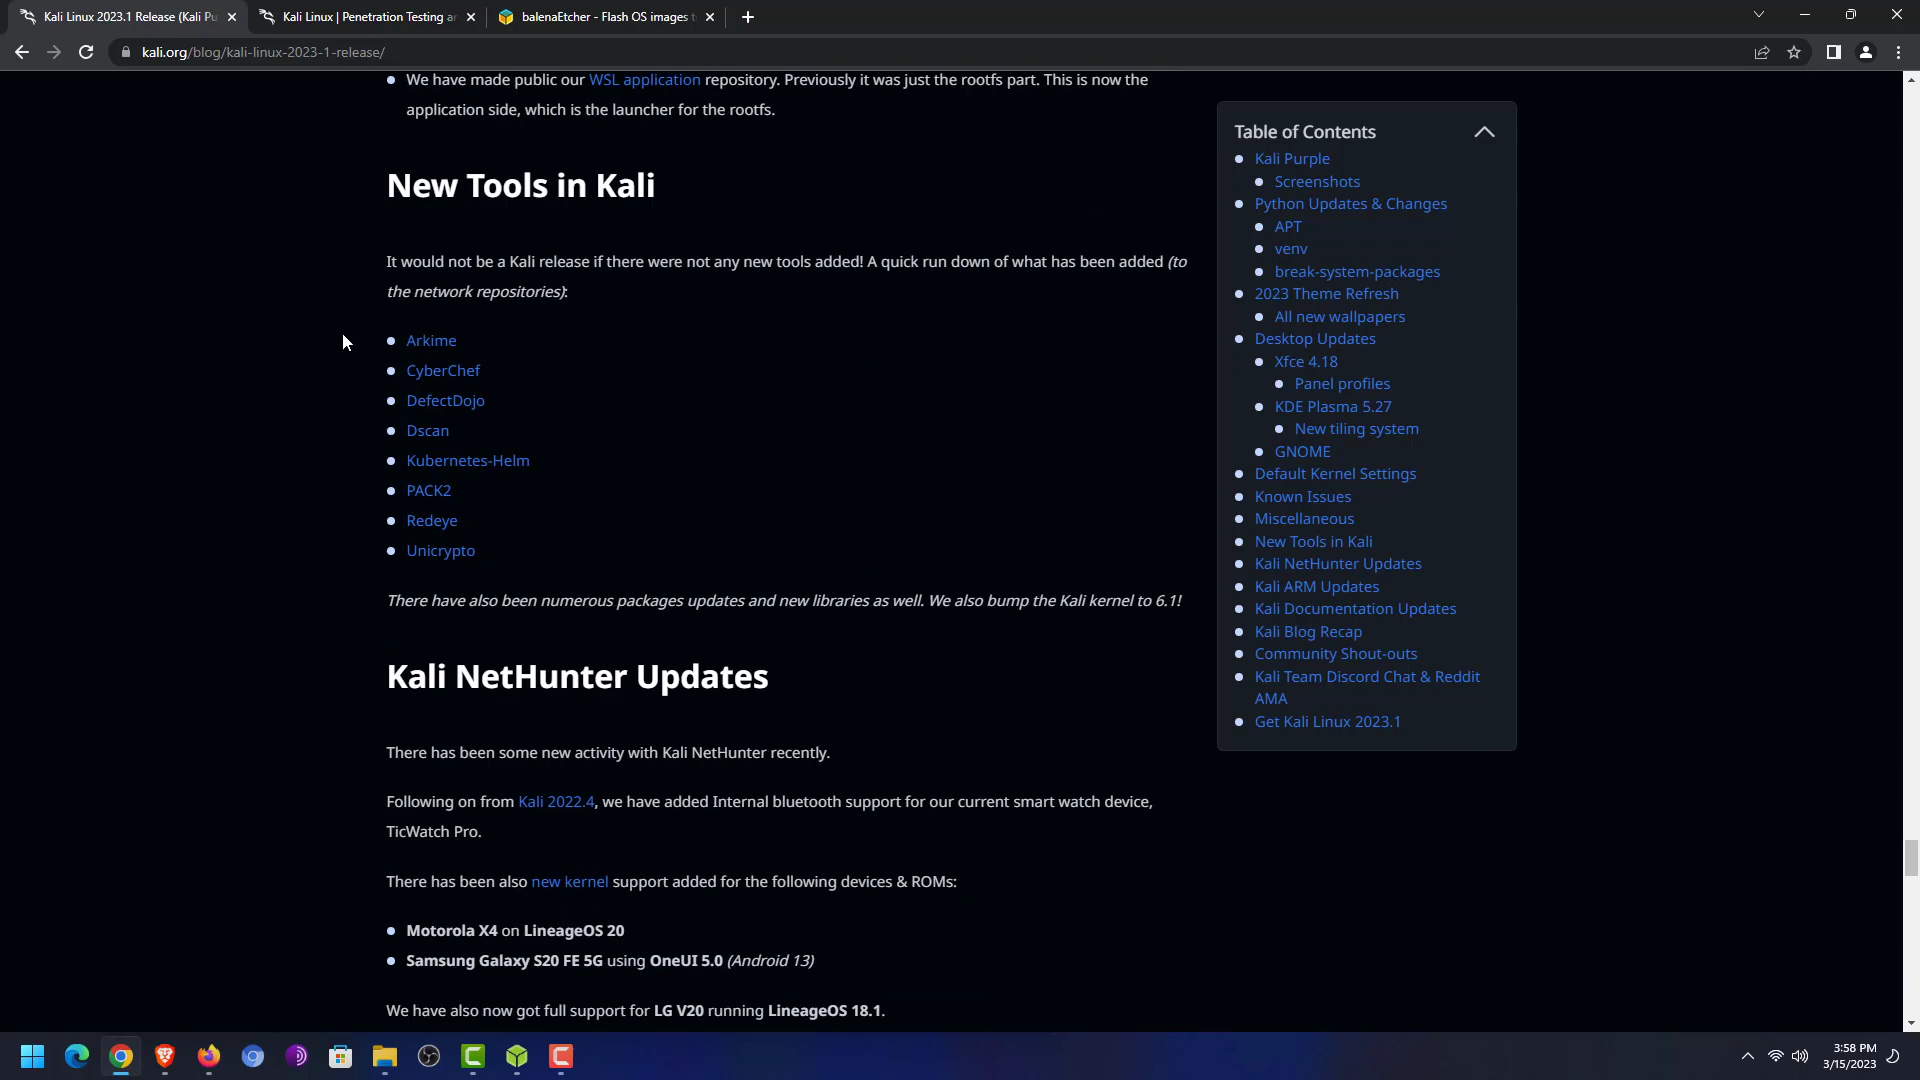 Kali Linux 2023.1 Release (Kali Pu
Kali Linux | Penetration Testing ar
balenaEtcher - Flash OS images t
kali.org/blog/kali-linux-2023-1-release/
We have made public our WSL application repository. Previously it was just the rootfs part. This is now the
application side, which is the launcher for the rootfs.
New Tools in Kali
It would not be a Kali release if there were not any new tools added! A quick run down of what has been added (to
the network repositories):
Arkime
CyberChef
DefectDojo
Dscan
Kubernetes-Helm
PACK2
Redeye
Unicrypto
There have also been numerous packages updates and new libraries as well. We also bump the Kali kernel to 6.1!
Kali NetHunter Updates
There has been some new activity with Kali NetHunter recently.
Following on from Kali 2022.4, we have added Internal bluetooth support for our current smart watch device,
TicWatch Pro.
There has been also new kernel support added for the following devices & ROMs:
Motorola X4 on LineageOS 20
Samsung Galaxy S20 FE 5G using OneUI 5.0 (Android 13)
We have also now got full support for LG V20 running LineageOS 18.1.
Table of Contents
Kali Purple
Screenshots
Python Updates & Changes
APT
venv
break-system-packages
2023 Theme Refresh
All new wallpapers
Desktop Updates
Xfce 4.18
Panel profiles
KDE Plasma 5.27
New tiling system
GNOME
Default Kernel Settings
Known Issues
Miscellaneous
New Tools in Kali
Kali NetHunter Updates
Kali ARM Updates
Kali Documentation Updates
Kali Blog Recap
Community Shout-outs
Kali Team Discord Chat & Reddit
AMA
Get Kali Linux 2023.1
3:58 PM
3/15/2023